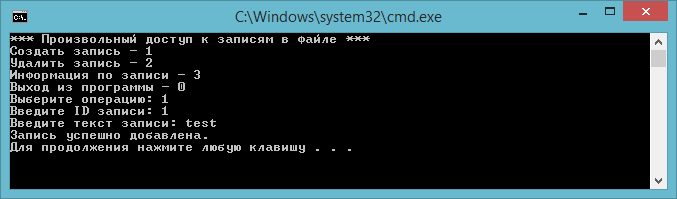 C:\Windows\system32\cmd.exe
*** Произвольный доступ к записям в файле ***
Создать запись - 1
Удалить запись - 2
Информация по записи - 3
Выход из программы - 0
Выберите операцию: 1
Введите ID записи: 1
Введите текст записи: test
Запись успешно добавлена.
Для продолжения нажмите любую клавишу . . .